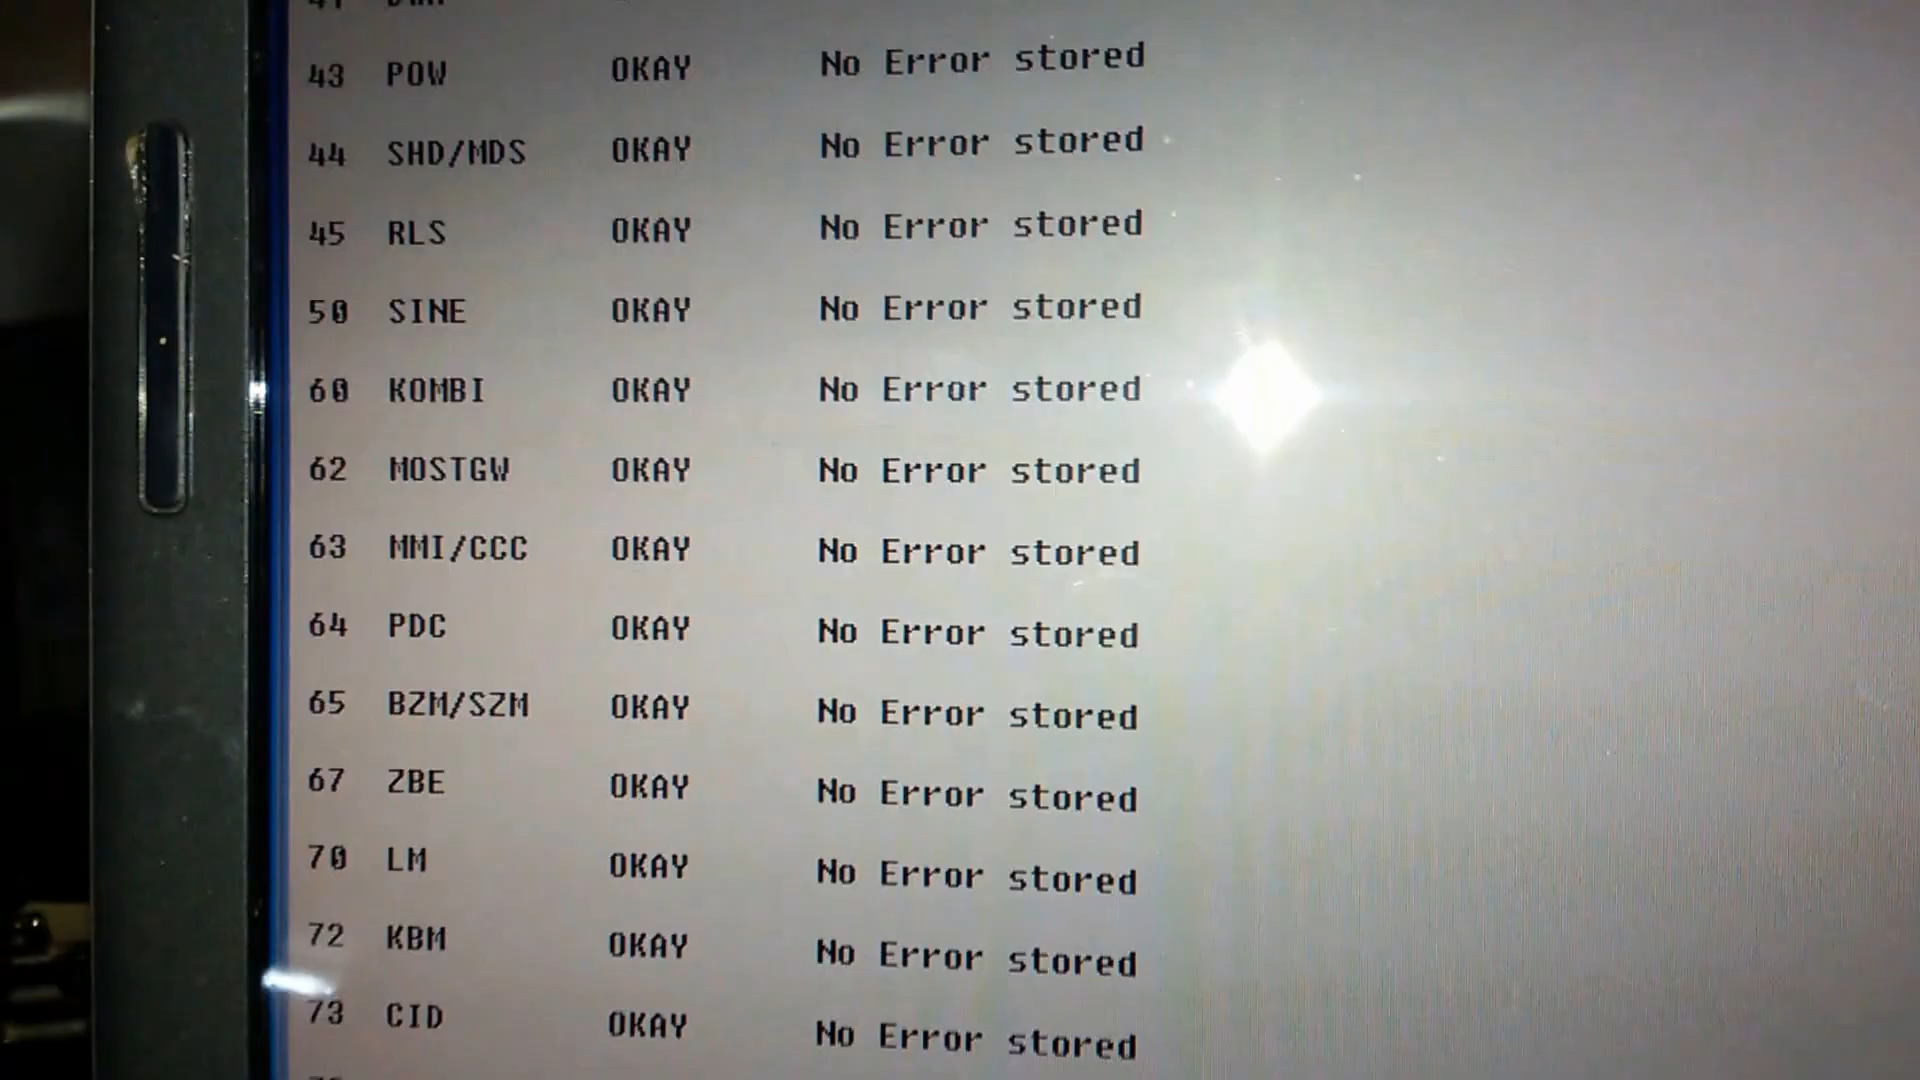 43 POW OKAY No Error stored
44 SHD/MDS OKAY No Error stored
45 RLS OKAY No Error stored
50 SINE OKAY No Error stored
60 KOMBI OKAY No Error stored
62 MOSTGW OKAY No Error stored
63 MMI/CCC OKAY No Error stored
64 PDC OKAY No Error stored
65 BZM/SZM OKAY No Error stored
67 ZBE OKAY No Error stored
70 LM OKAY No Error stored
72 KBM OKAY No Error stored
73 CID OKAY No Error stored